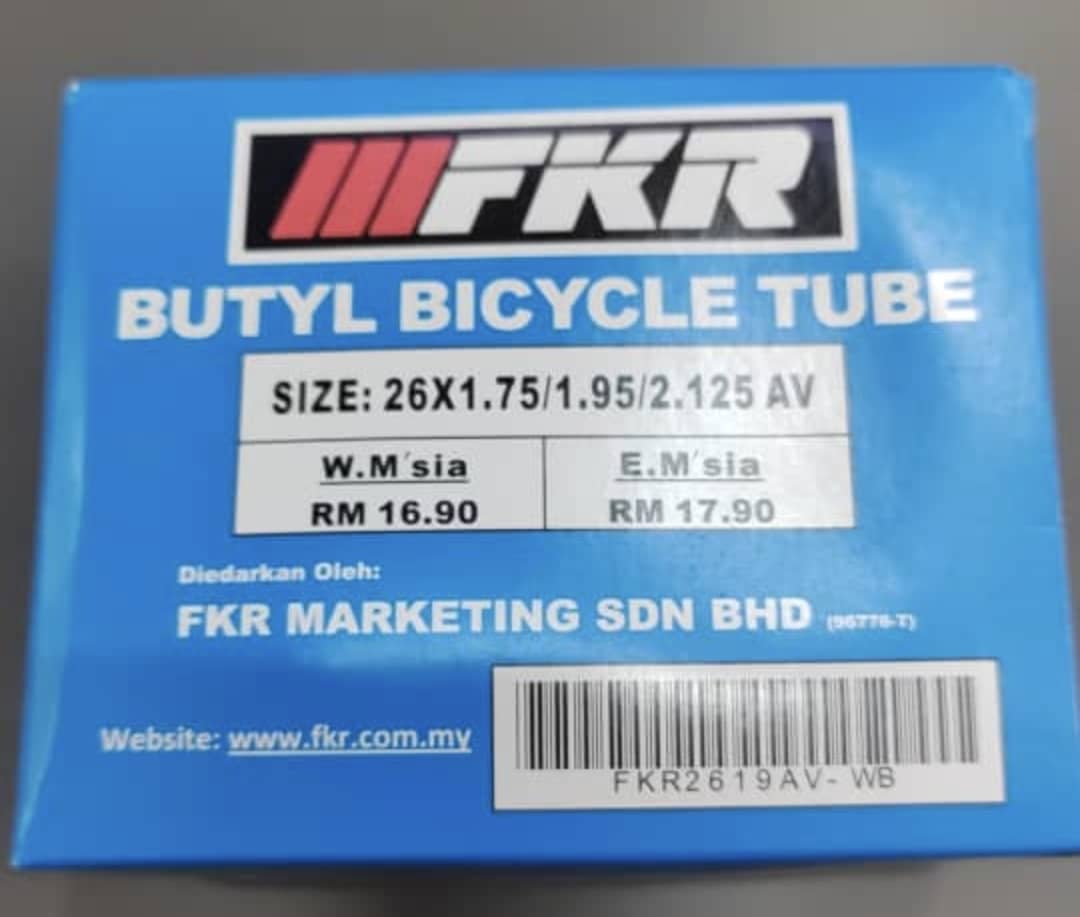 FKR
BUTYL BICYCLE TUBE
SIZE: 26X1.75/1.95/2.125 AV
W.M'sia E.M'sia
RM 16.90 RM 17.90
Diedarkan Oleh:
FKR MARKETING SDN BHD (96776-T)
Website: www.fkr.com.my
FKR2619AV-WB